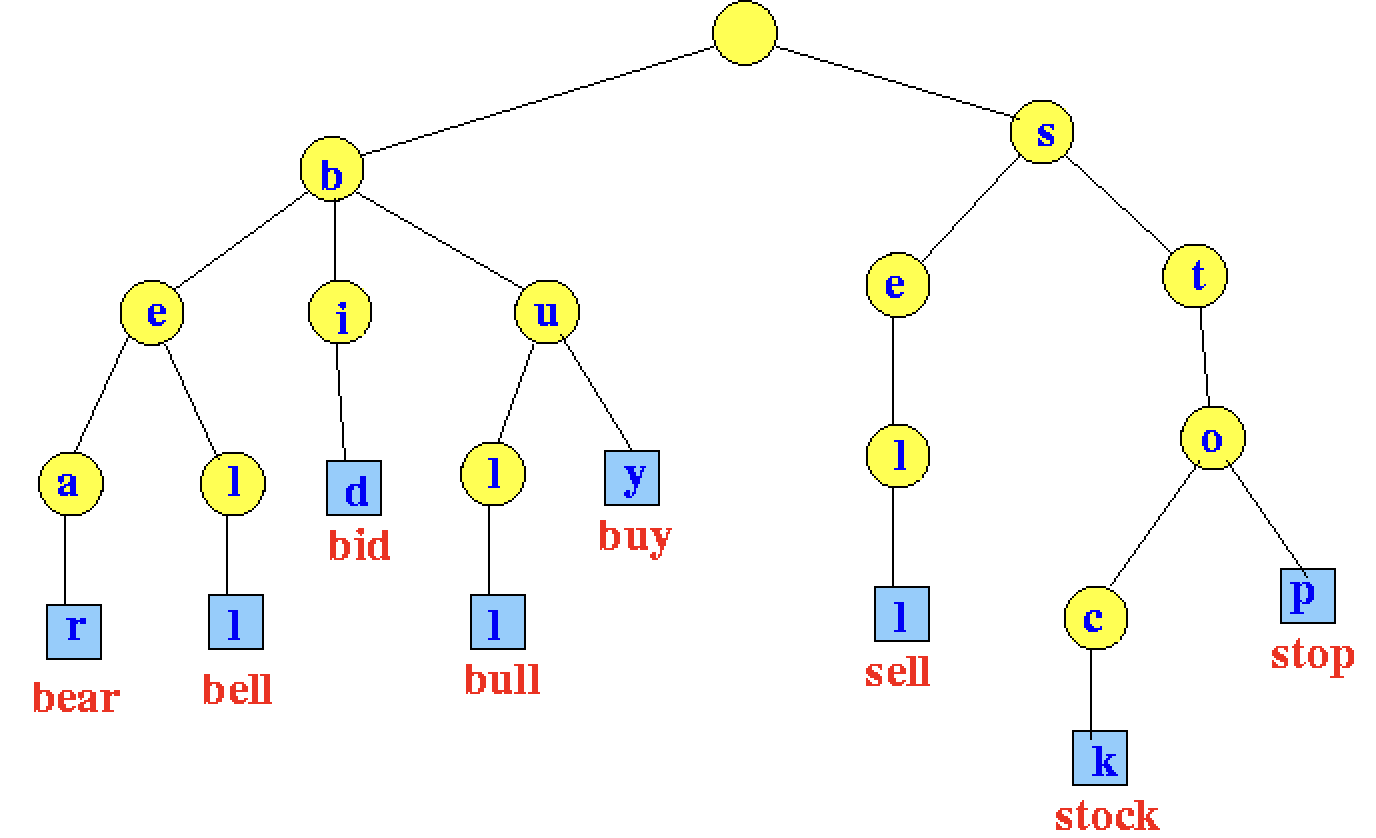 s
b
e i u e t
a l d l y l o
bid buy
r l l l c p
bear bell bull sell stop
k
stock